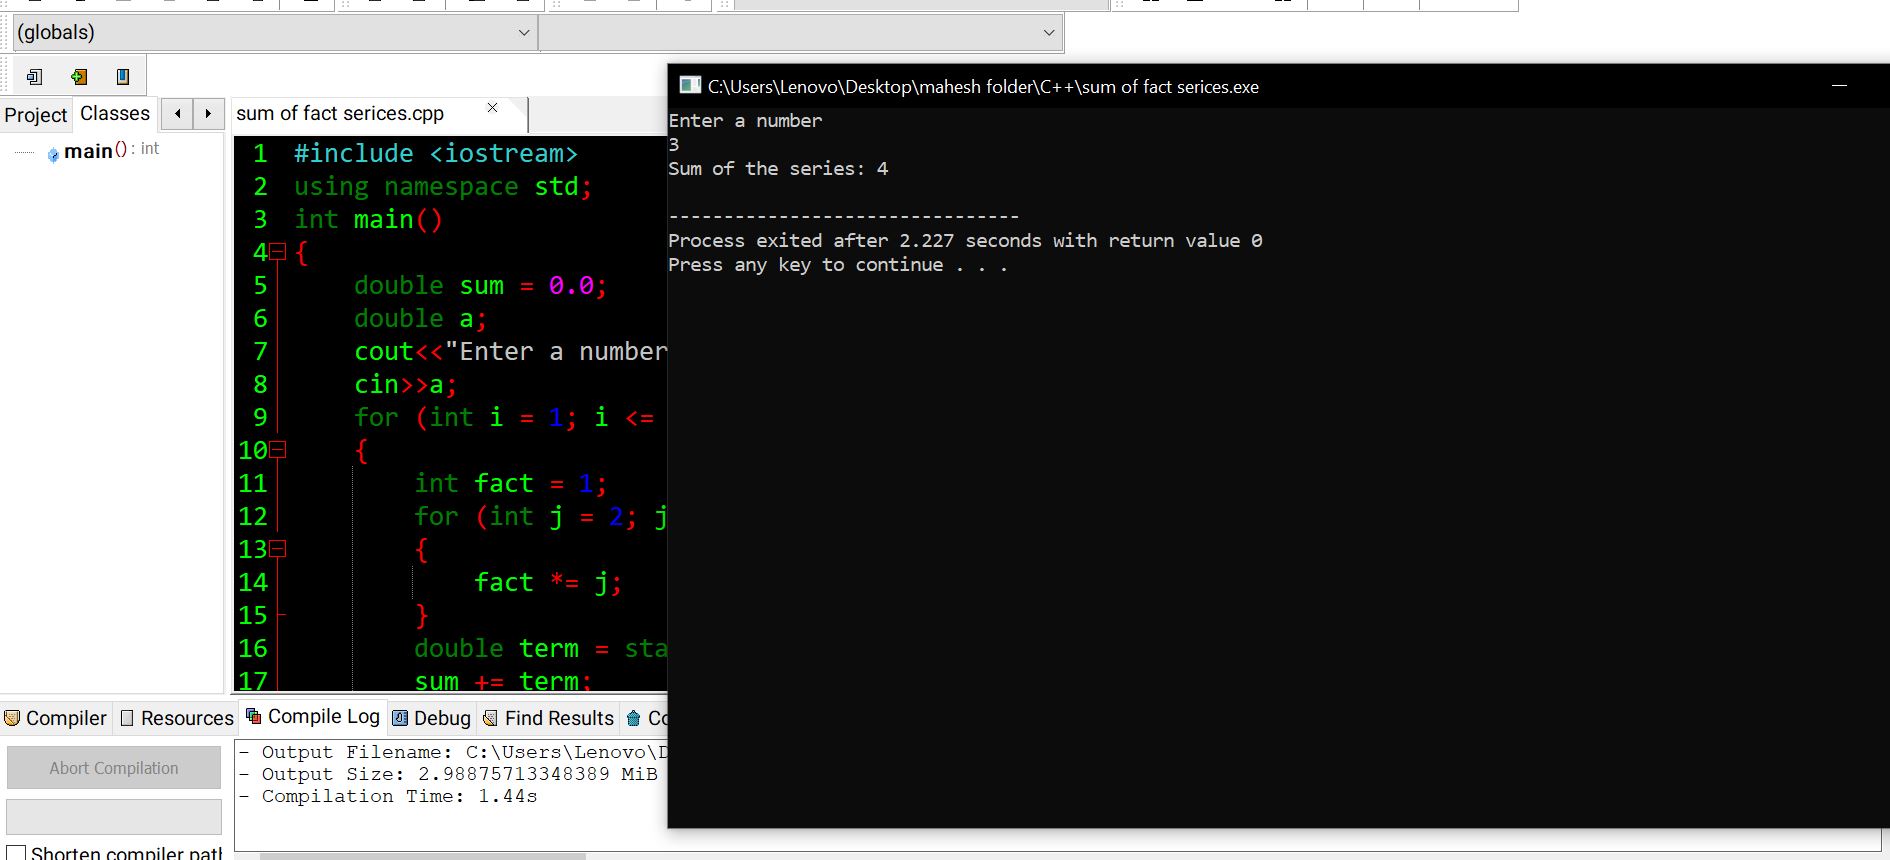 (globals)
Project
Classes
main() : int
sum of fact serices.cpp
1 #include <iostream>
2 using namespace std;
3 int main()
4 {
5 double sum = 0.0;
6 double a;
7 cout<<"Enter a number
8 cin>>a;
9 for (int i = 1; i <=
10 {
11 int fact = 1;
12 for (int j = 2; j
13 {
14 fact *= j;
15 }
16 double term = sta
17 sum += term;
C:\Users\Lenovo\Desktop\mahesh folder\C++\sum of fact serices.exe
Enter a number
3
Sum of the series: 4
--------------------------------
Process exited after 2.227 seconds with return value 0
Press any key to continue . . .
Compiler
Resources
Compile Log
Debug
Find Results
Abort Compilation
Shorten compiler
- Output Filename: C:\Users\Lenovo\D
- Output Size: 2.98875713348389 MiB
- Compilation Time: 1.44s